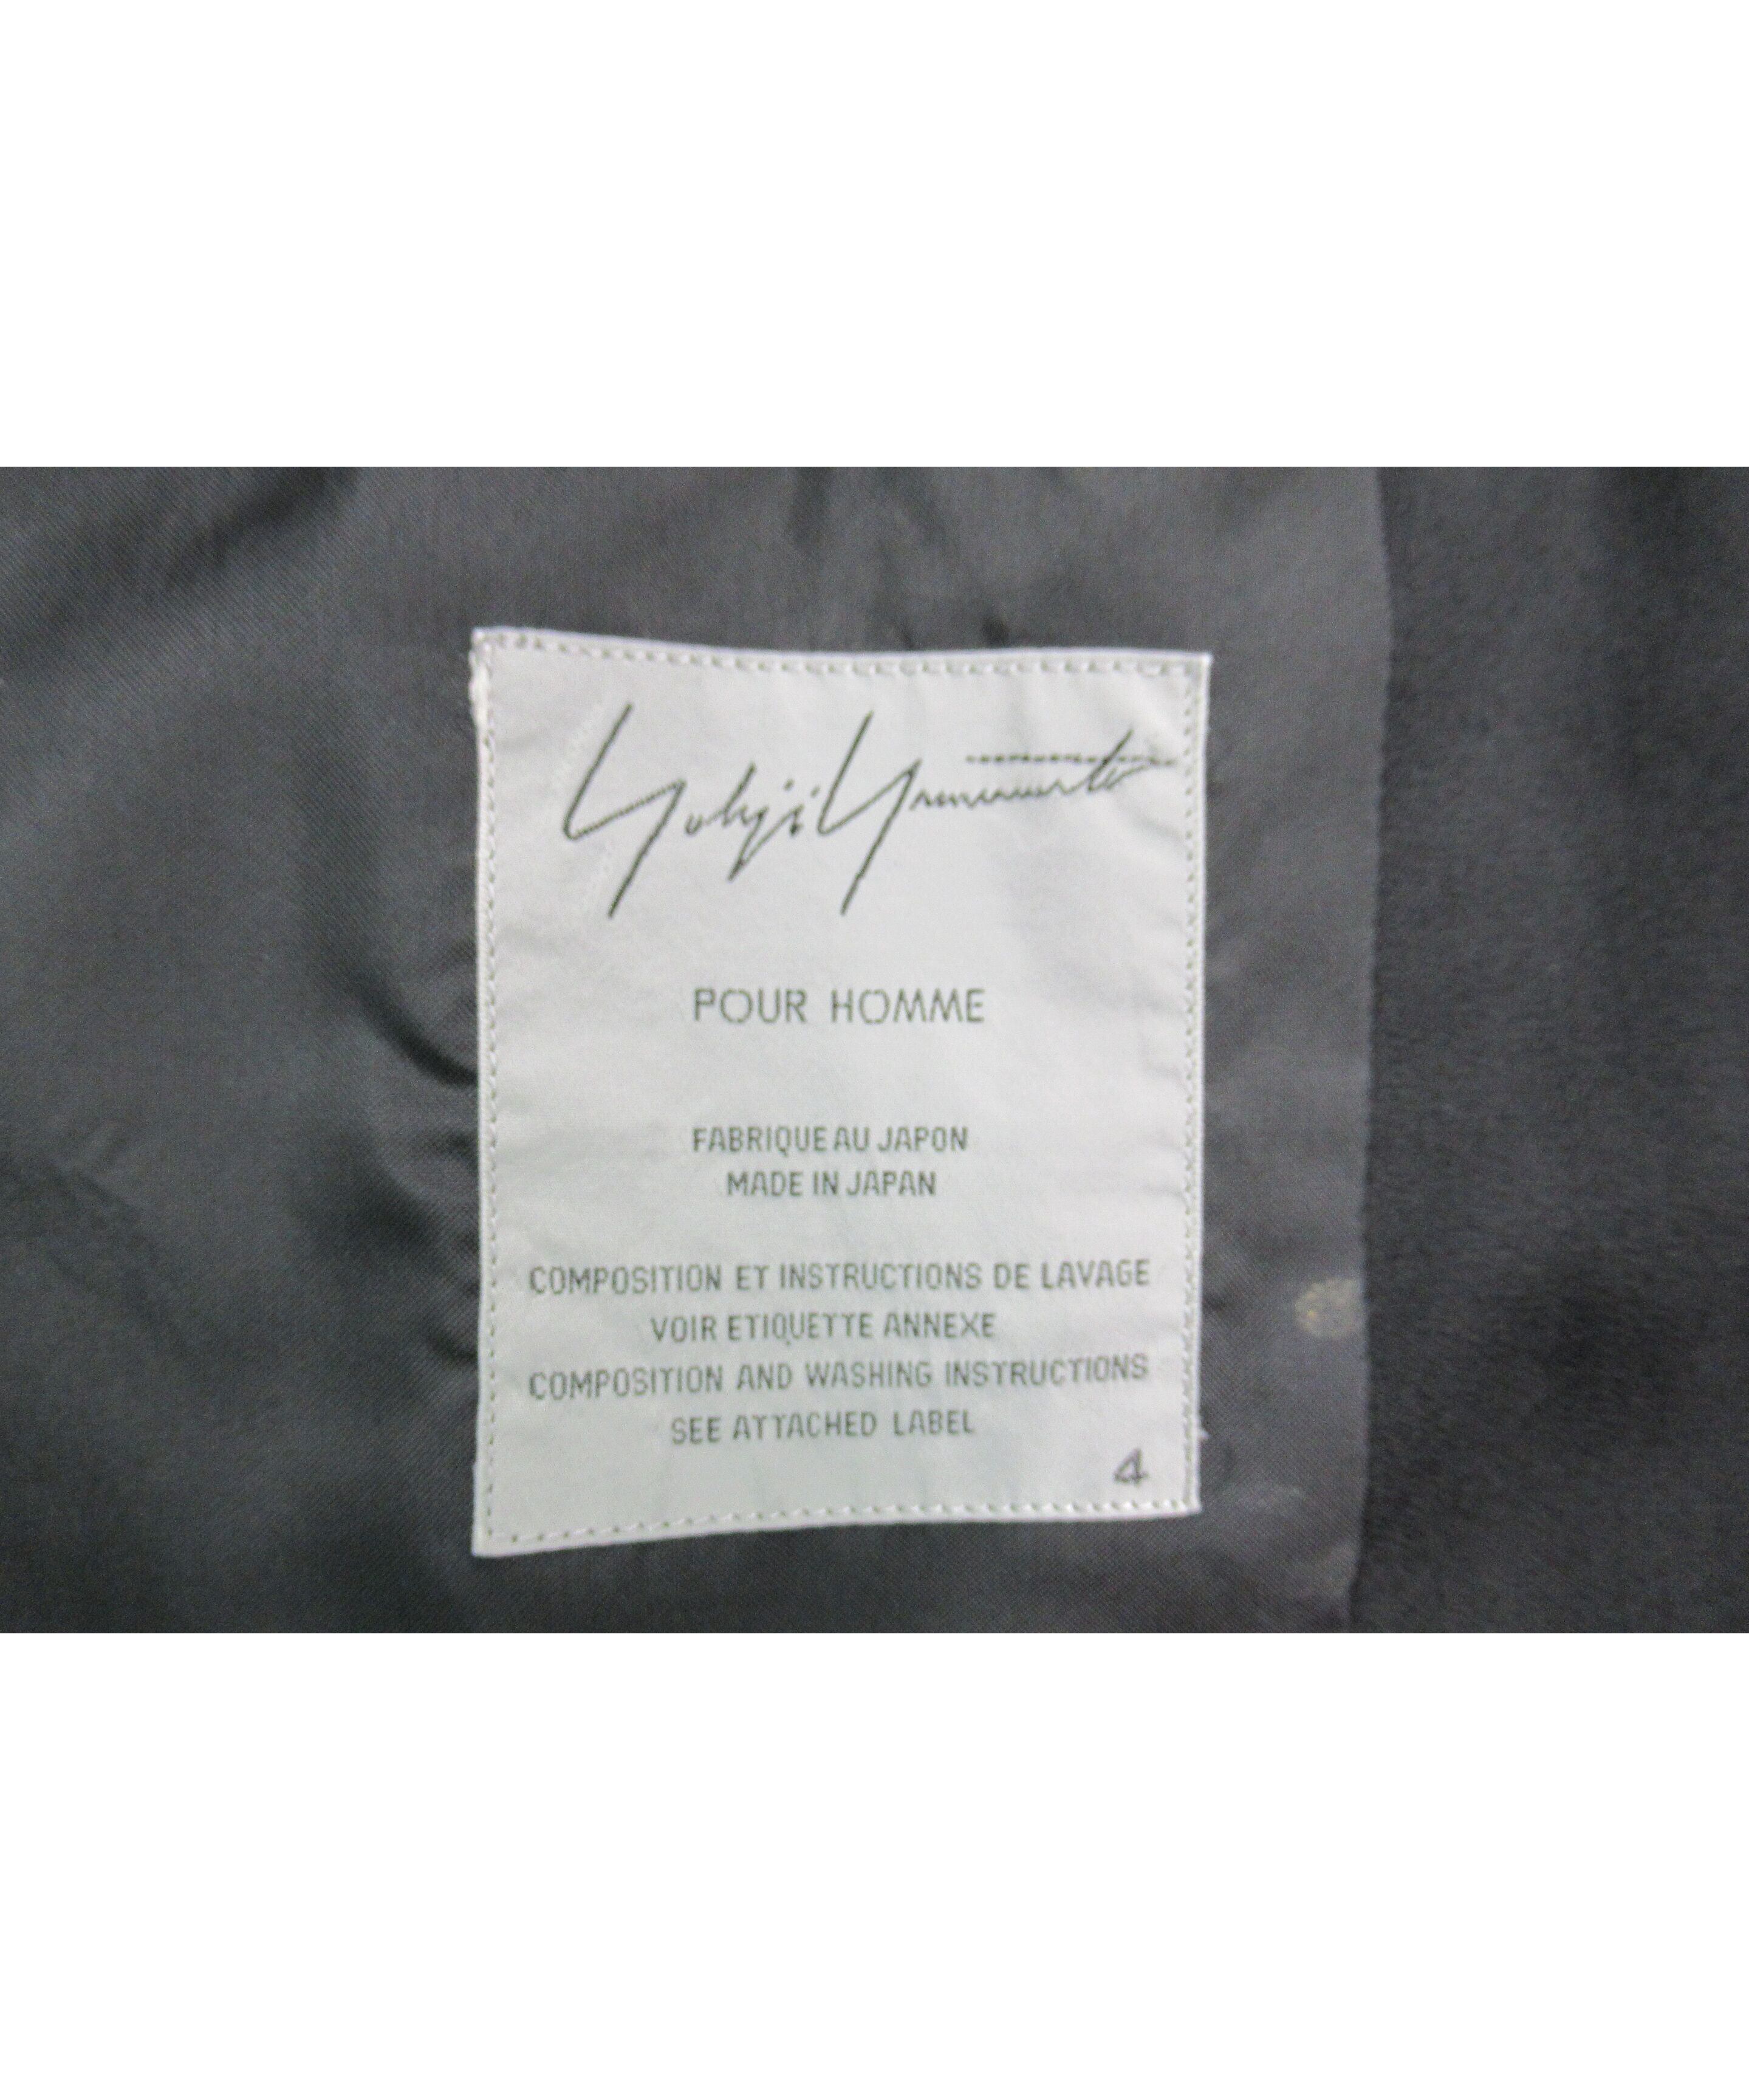 Yohji Yamamoto
POUR HOMME
FABRIQUE AU JAPON
MADE IN JAPAN
COMPOSITION ET INSTRUCTIONS DE LAVAGE
VOIR ETIQUETTE ANNEXE
COMPOSITION AND WASHING INSTRUCTIONS
SEE ATTACHED LABEL
4